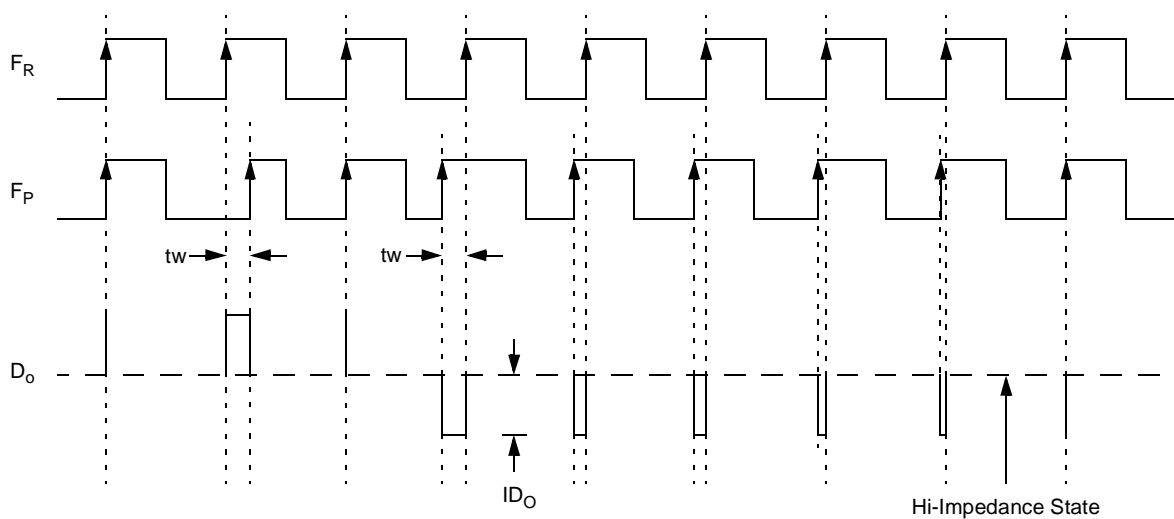 F_R
F_P
tw
tw
D_o
ID_O
Hi-Impedance State